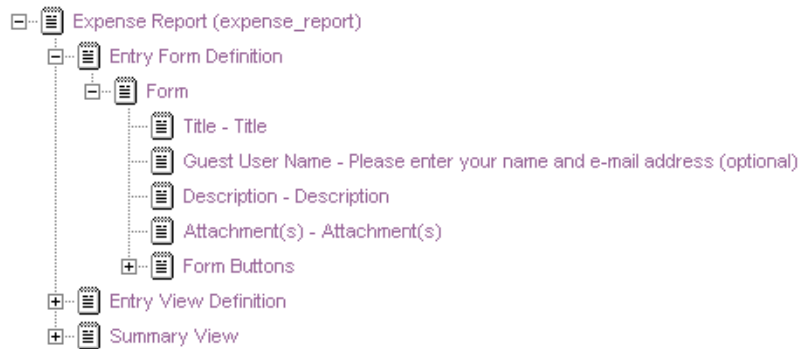 Expense Report (expense_report)
Entry Form Definition
Form
Title - Title
Guest User Name - Please enter your name and e-mail address (optional)
Description - Description
Attachment(s) - Attachment(s)
Form Buttons
Entry View Definition
Summary View